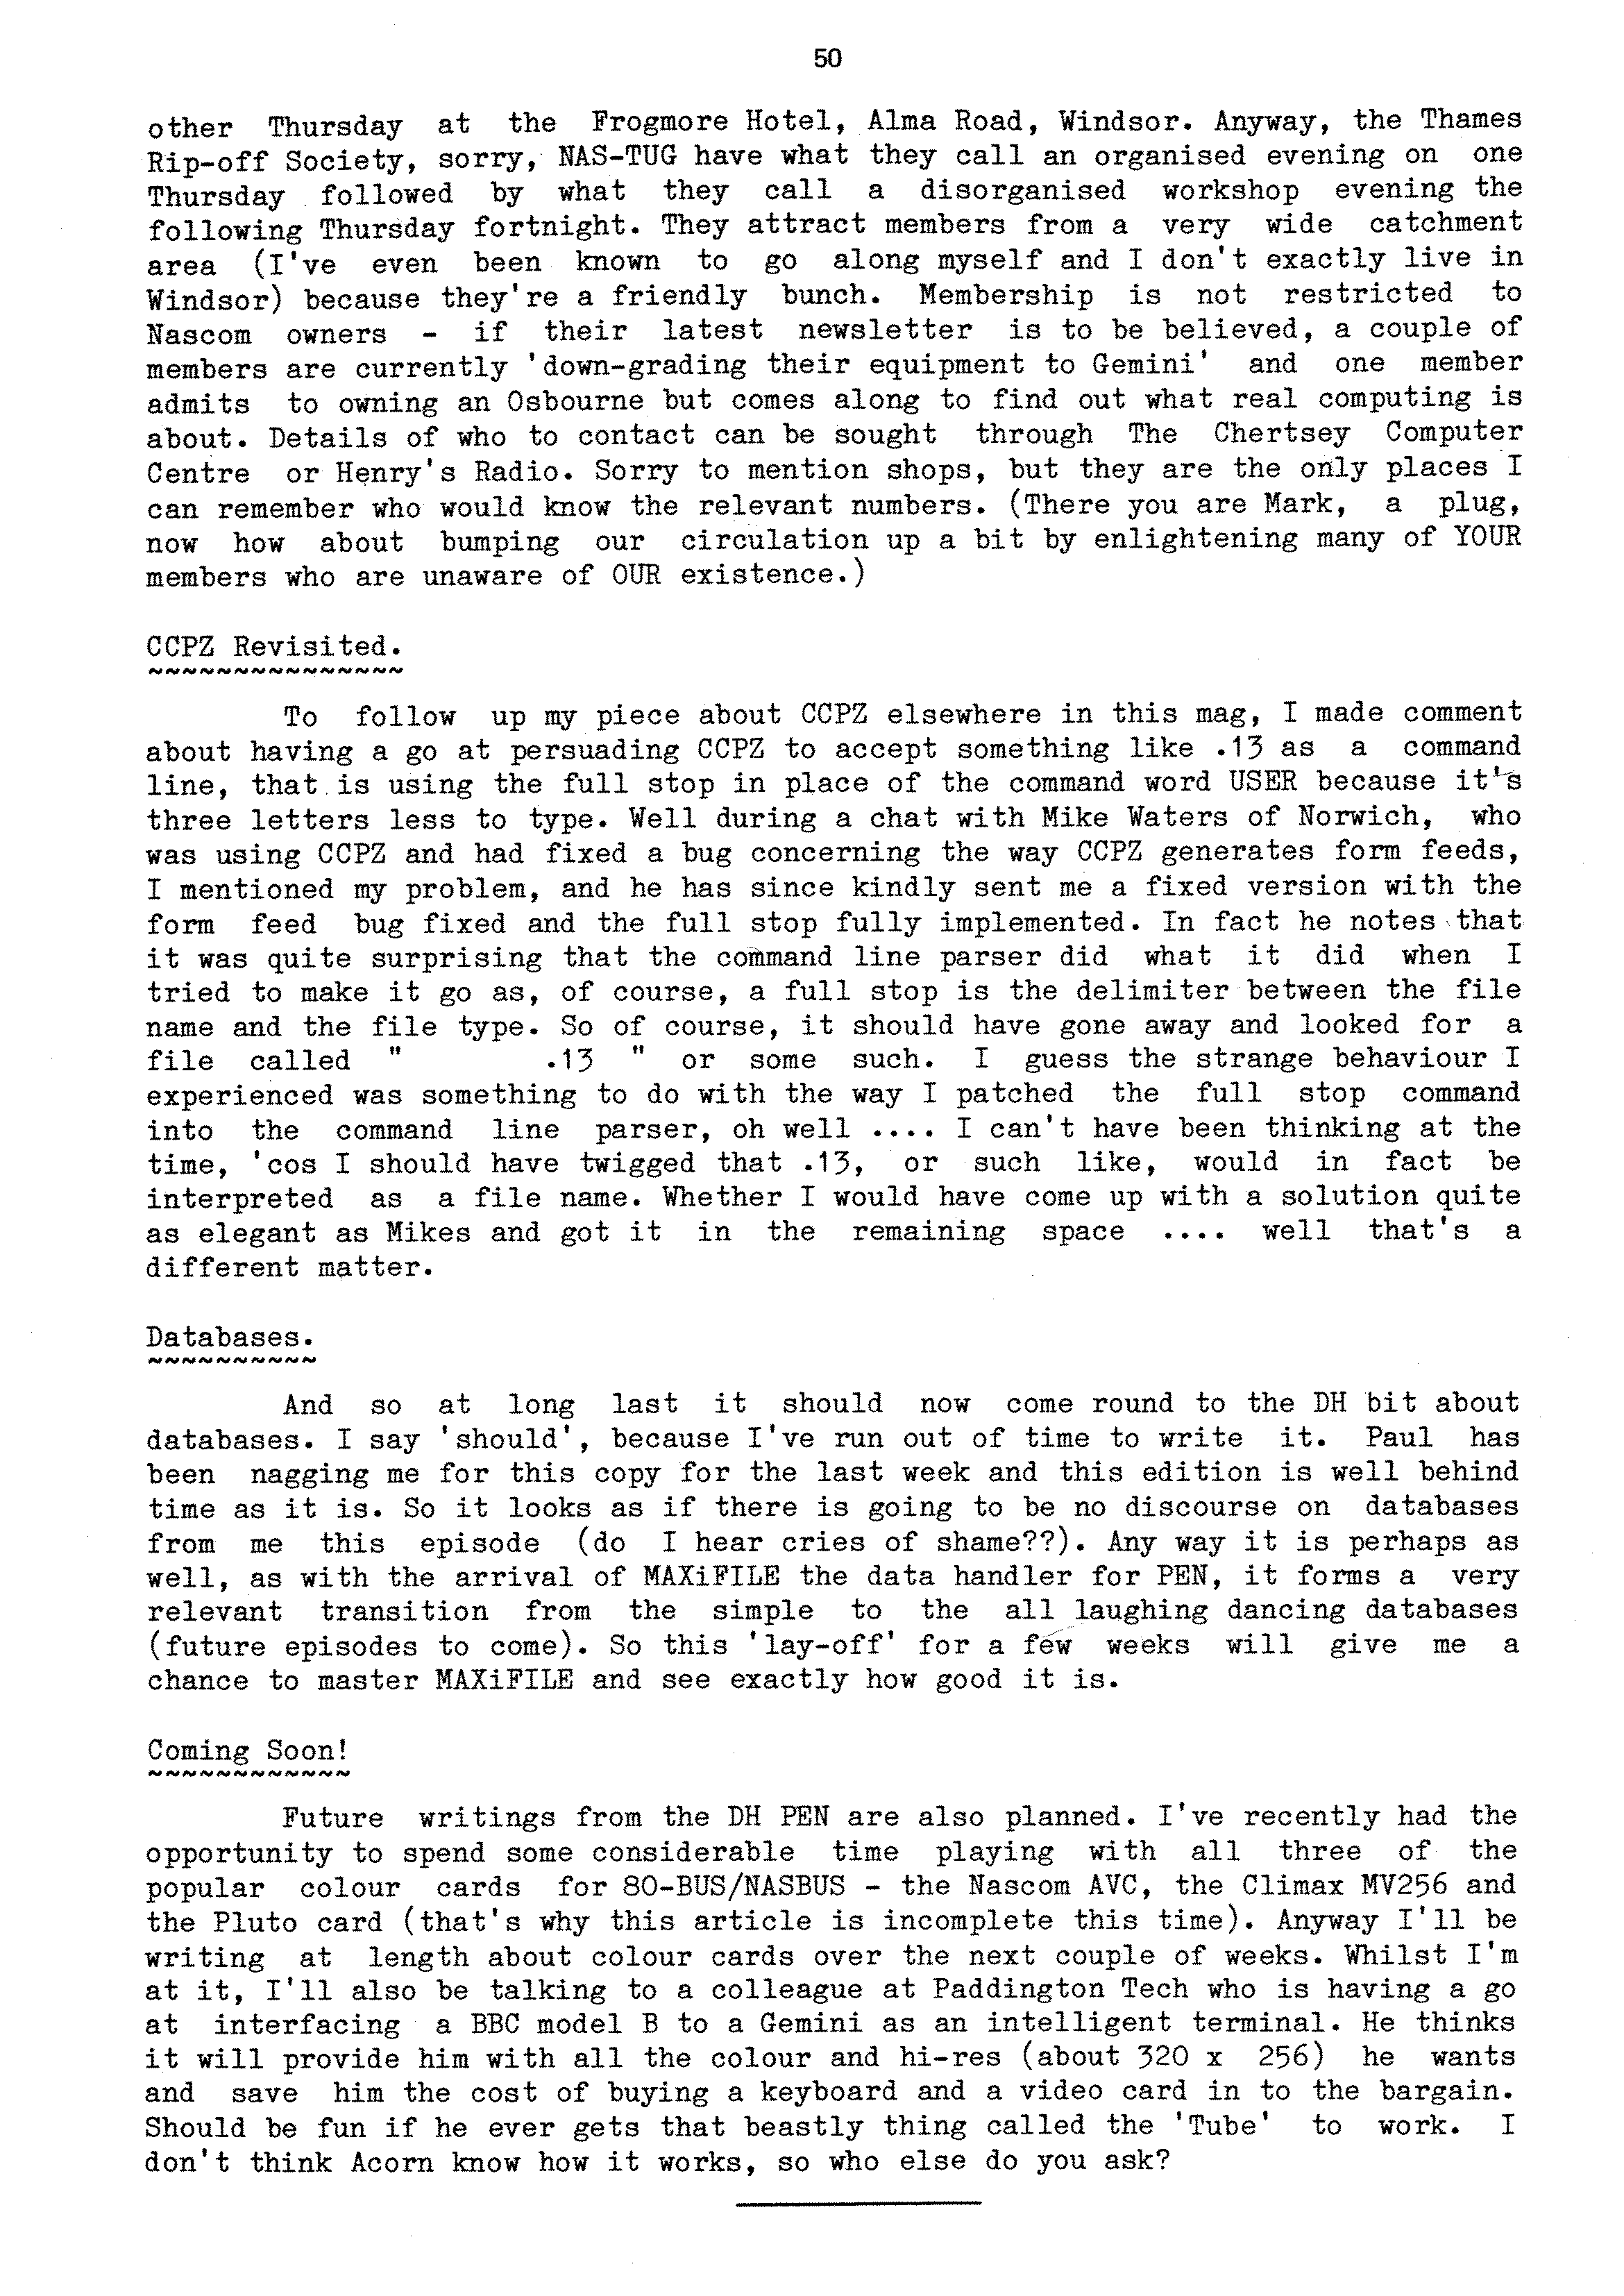 50
other Thursday at the Frogmore Hotel, Alma Road, Windsor. Anyway, the Thames
Rip-off Society, sorry, NAS-TUG have what they call an organised evening on one
Thursday followed by what they call a disorganised workshop evening the
following Thursday fortnight. They attract members from a very wide catchment
area (I've even been known to go along myself and I don't exactly live in
Windsor) because they're a friendly bunch. Membership is not restricted to
Nascom owners - if their latest newsletter is to be believed, a couple of
members are currently 'down-grading their equipment to Gemini' and one member
admits to owning an Osbourne but comes along to find out what real computing is
about. Details of who to contact can be sought through The Chertsey Computer
Centre or Henry's Radio. Sorry to mention shops, but they are the only places I
can remember who would know the relevant numbers. (There you are Mark, a plug,
now how about bumping our circulation up a bit by enlightening many of YOUR
members who are unaware of OUR existence.)
CCPZ Revisited.
~~~~~~~~~~~~~~~
To follow up my piece about CCPZ elsewhere in this mag, I made comment
about having a go at persuading CCPZ to accept something like .13 as a command
line, that is using the full stop in place of the command word USER because it's
three letters less to type. Well during a chat with Mike Waters of Norwich, who
was using CCPZ and had fixed a bug concerning the way CCPZ generates form feeds,
I mentioned my problem, and he has since kindly sent me a fixed version with the
form feed bug fixed and the full stop fully implemented. In fact he notes that
it was quite surprising that the command line parser did what it did when I
tried to make it go as, of course, a full stop is the delimiter between the file
name and the file type. So of course, it should have gone away and looked for a
file called "        .13 " or some such. I guess the strange behaviour I
experienced was something to do with the way I patched the full stop command
into the command line parser, oh well .... I can't have been thinking at the
time, 'cos I should have twigged that .13, or such like, would in fact be
interpreted as a file name. Whether I would have come up with a solution quite
as elegant as Mikes and got it in the remaining space .... well that's a
different matter.
Databases.
~~~~~~~~~~
And so at long last it should now come round to the DH bit about
databases. I say 'should', because I've run out of time to write it. Paul has
been nagging me for this copy for the last week and this edition is well behind
time as it is. So it looks as if there is going to be no discourse on databases
from me this episode (do I hear cries of shame??). Any way it is perhaps as
well, as with the arrival of MAXiFILE the data handler for PEN, it forms a very
relevant transition from the simple to the all laughing dancing databases
(future episodes to come). So this 'lay-off' for a few weeks will give me a
chance to master MAXiFILE and see exactly how good it is.
Coming Soon!
~~~~~~~~~~~~
Future writings from the DH PEN are also planned. I've recently had the
opportunity to spend some considerable time playing with all three of the
popular colour cards for 80-BUS/NASBUS - the Nascom AVC, the Climax MV256 and
the Pluto card (that's why this article is incomplete this time). Anyway I'll be
writing at length about colour cards over the next couple of weeks. Whilst I'm
at it, I'll also be talking to a colleague at Paddington Tech who is having a go
at interfacing a BBC model B to a Gemini as an intelligent terminal. He thinks
it will provide him with all the colour and hi-res (about 320 x 256) he wants
and save him the cost of buying a keyboard and a video card in to the bargain.
Should be fun if he ever gets that beastly thing called the 'Tube' to work. I
don't think Acorn know how it works, so who else do you ask?